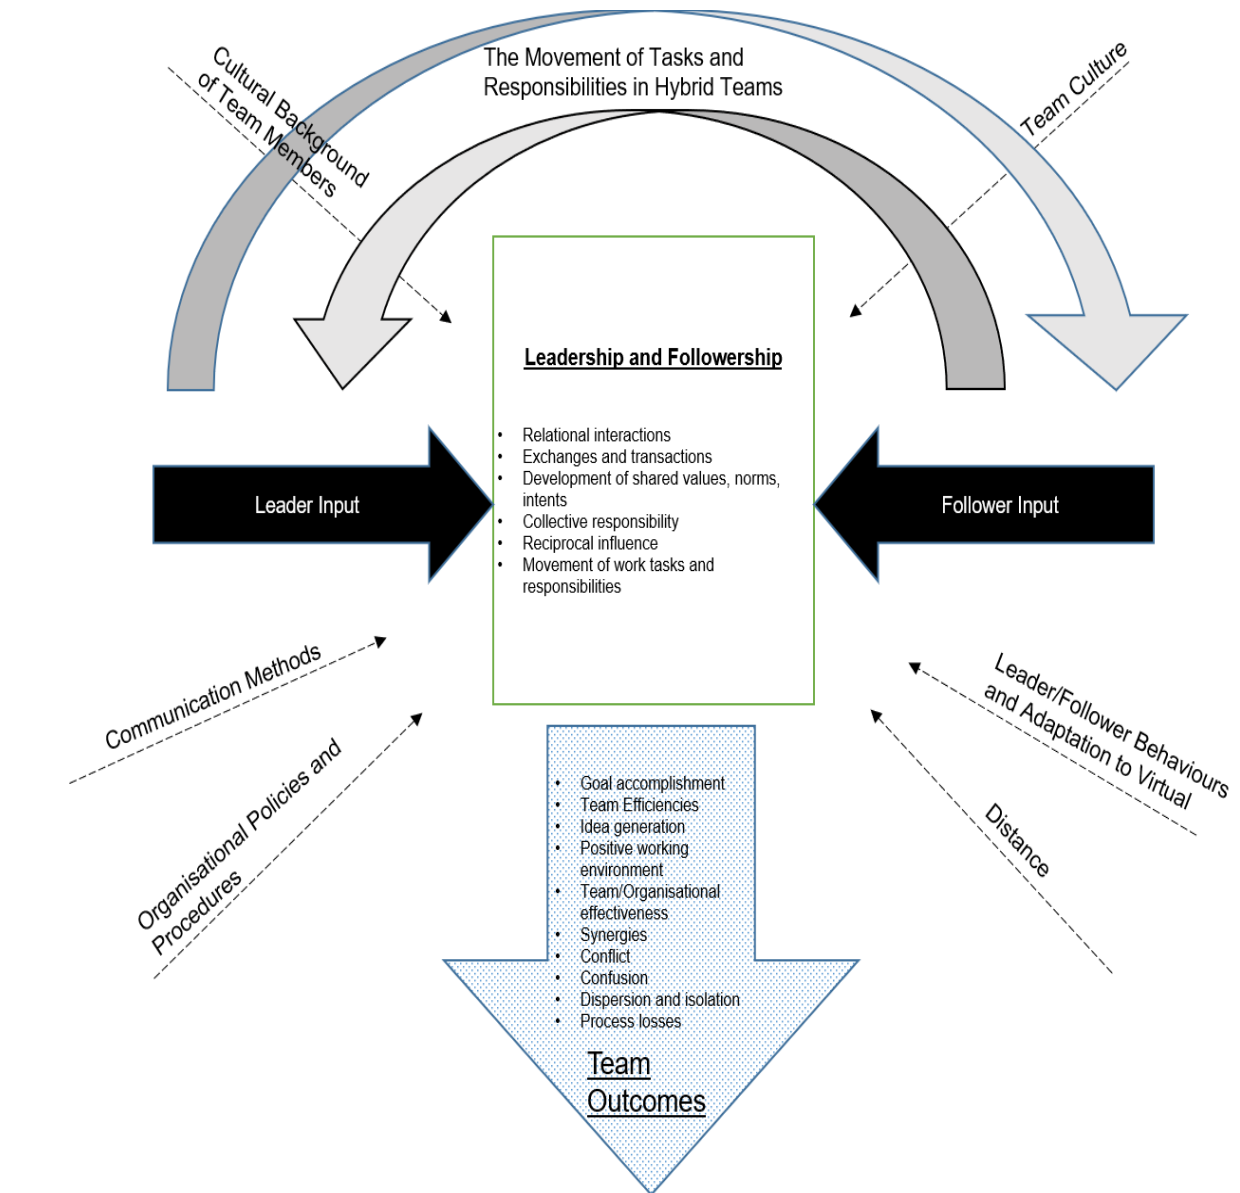 The Movement of Tasks and
Responsibilities in Hybrid Teams
Cultural Background
of Team Members
Team Culture
Leadership and Followership
• Relational interactions
• Exchanges and transactions
• Development of shared values, norms,
intents
• Collective responsibility
• Reciprocal influence
• Movement of work tasks and
responsibilities
Leader Input
Follower Input
Communication Methods
Organisational Policies and
Procedures
Leader/Follower Behaviours
and Adaptation to Virtual
Distance
• Goal accomplishment
• Team Efficiencies
• Idea generation
• Positive working
environment
• Team/Organisational
effectiveness
• Synergies
• Conflict
• Confusion
• Dispersion and isolation
• Process losses
Team
Outcomes